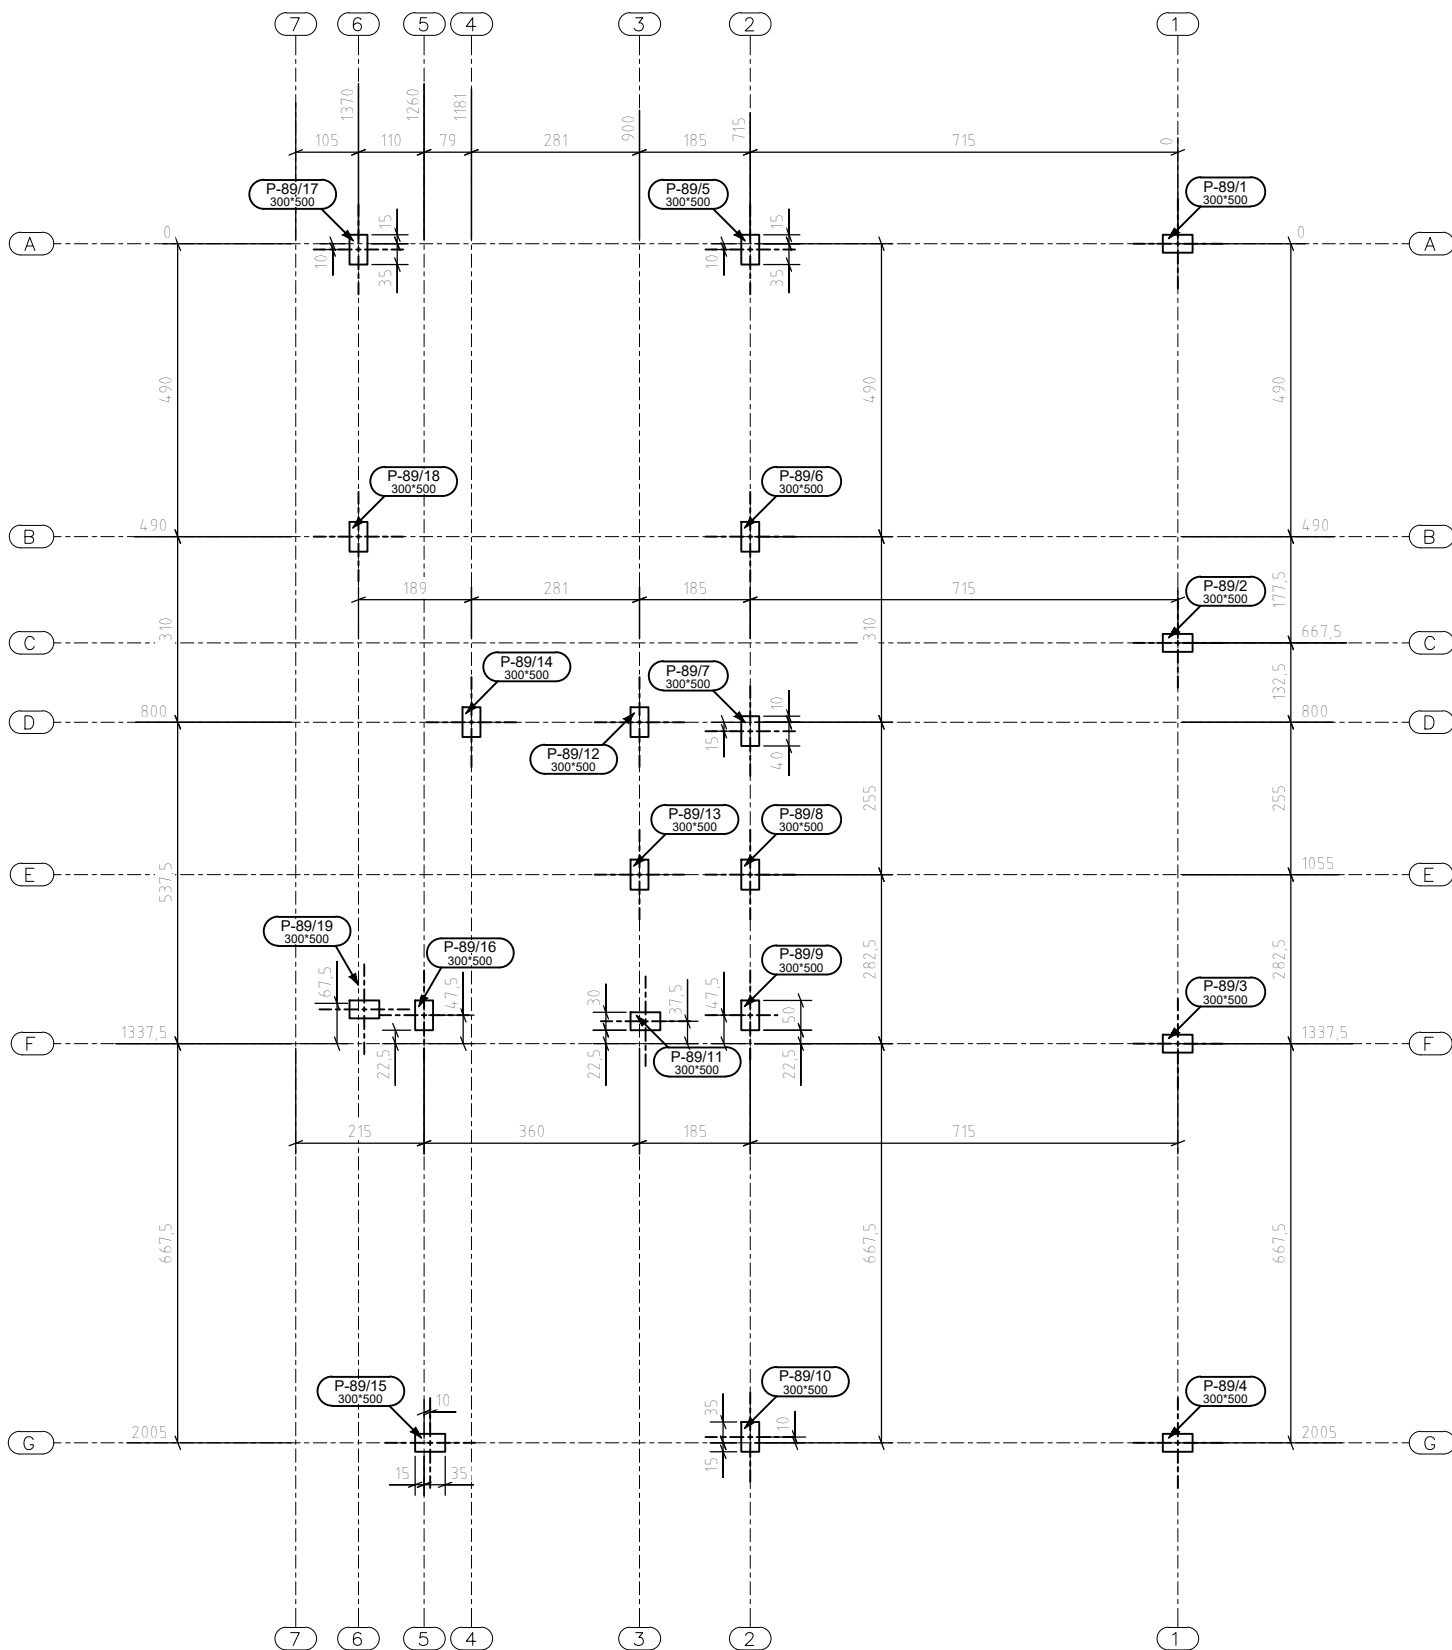 7 6 5 4 3 2 1
1370 1260 1181 900 715 0
105 110 79 281 185 715
P-89/17
300*500
P-89/5
300*500
P-89/1
300*500
A 0 10 15 35 10 15 35 0 A
490 490 490
P-89/18
300*500
P-89/6
300*500
B 490 490 B
189 281 185 715
P-89/2
300*500
310 310 177,5
C 667,5 C
P-89/14
300*500
P-89/7
300*500
132,5
D 800 15 10 40 800 D
P-89/12
300*500
P-89/13
300*500
P-89/8
300*500
255 255
E 537,5 1055 E
P-89/19
300*500
P-89/16
300*500
P-89/9
300*500
P-89/3
300*500
282,5 282,5
67,5 47,5 30 37,5 47,5 50
F 1337,5 1337,5 F
22,5 22,5 22,5
P-89/11
300*500
215 360 185 715
667,5 667,5 667,5
P-89/15
300*500
P-89/10
300*500
P-89/4
300*500
10 35 10
G 2005 2005 G
15 35 15
7 6 5 4 3 2 1